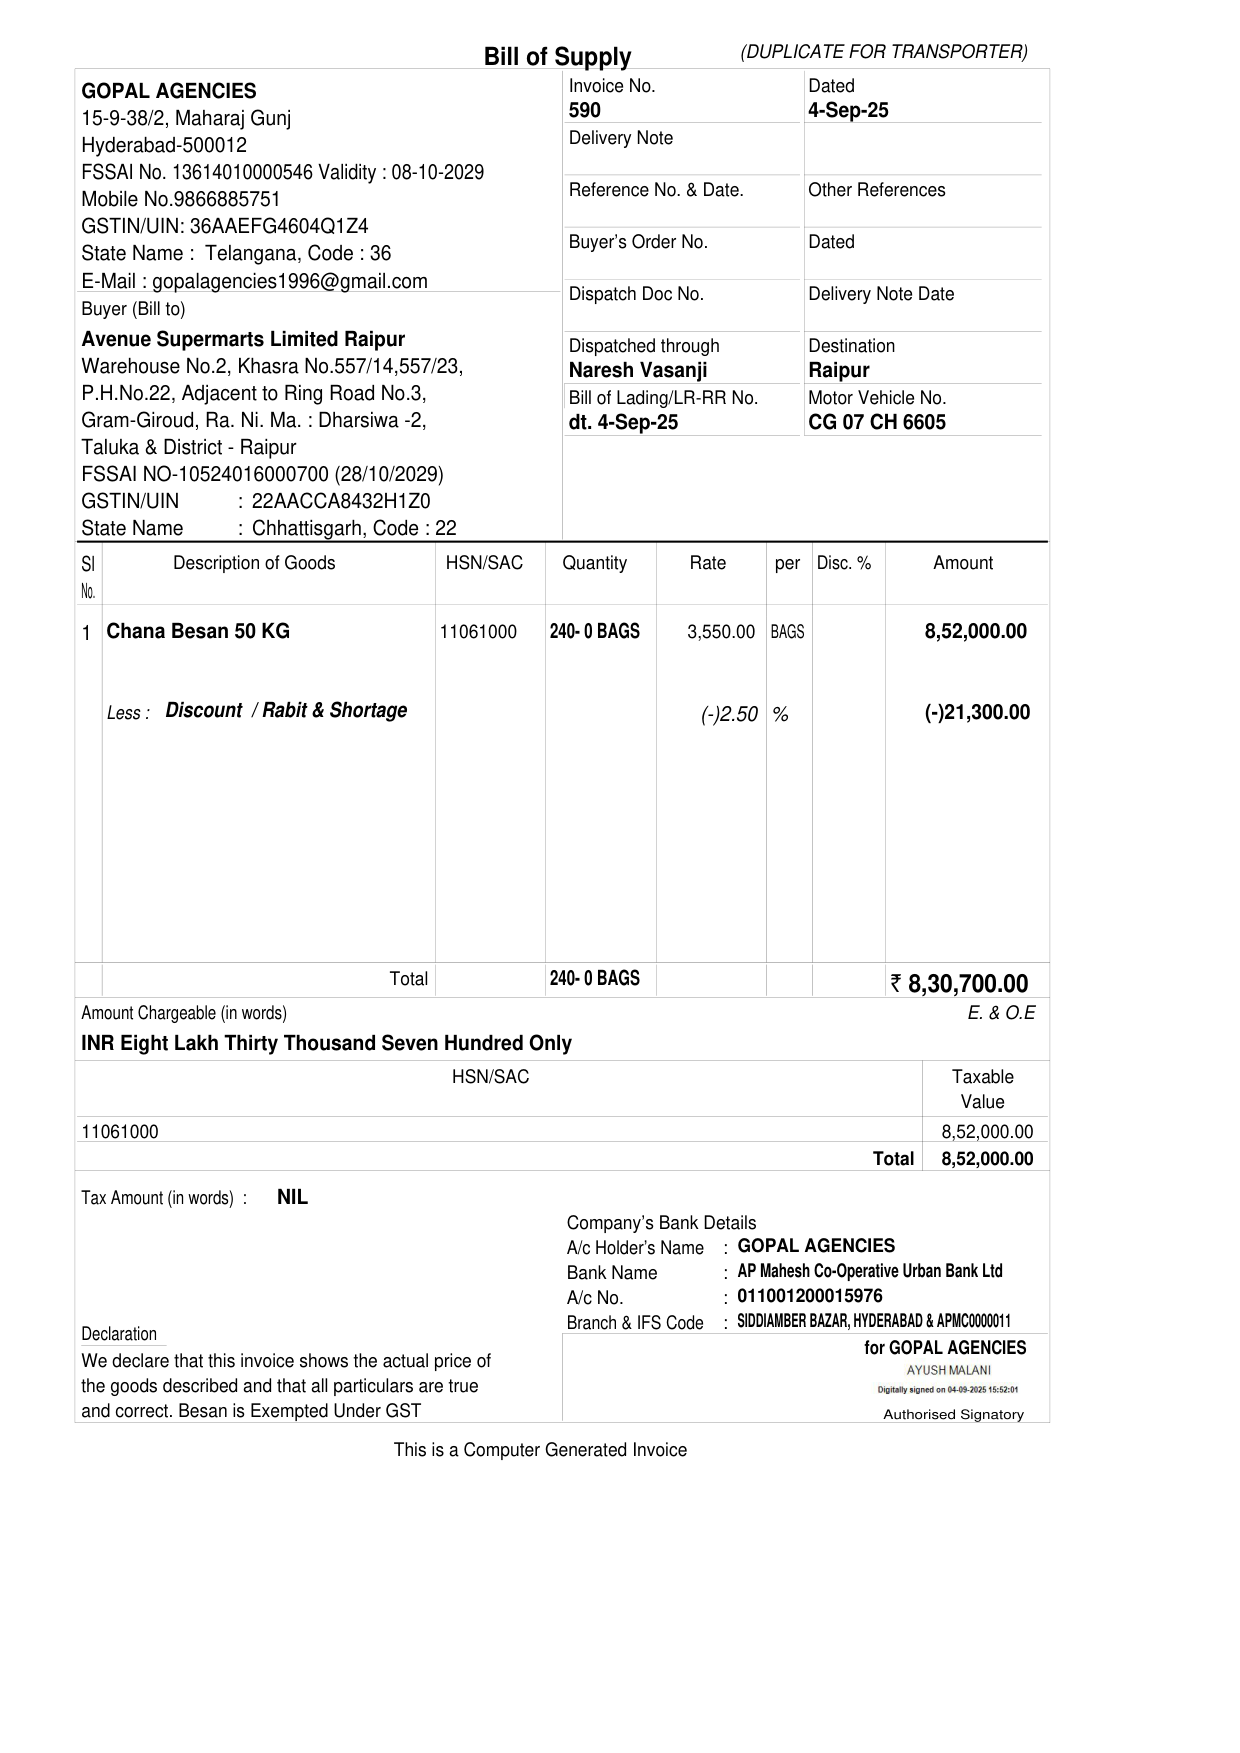 Bill of Supply
(DUPLICATE FOR TRANSPORTER)
GOPAL AGENCIES
15-9-38/2, Maharaj Gunj
Hyderabad-500012
FSSAI No. 13614010000546 Validity : 08-10-2029
Mobile No.9866885751
GSTIN/UIN: 36AAEFG4604Q1Z4
State Name : Telangana, Code : 36
E-Mail : gopalagencies1996@gmail.com
Buyer (Bill to)
Avenue Supermarts Limited Raipur
Warehouse No.2, Khasra No.557/14,557/23,
P.H.No.22, Adjacent to Ring Road No.3,
Gram-Giroud, Ra. Ni. Ma. : Dharsiwa -2,
Taluka & District - Raipur
FSSAI NO-10524016000700 (28/10/2029)
GSTIN/UIN : 22AACCA8432H1Z0
State Name : Chhattisgarh, Code : 22
Invoice No. Dated
590 4-Sep-25
Delivery Note
Reference No. & Date. Other References
Buyer's Order No. Dated
Dispatch Doc No. Delivery Note Date
Dispatched through Destination
Naresh Vasanji Raipur
Bill of Lading/LR-RR No. Motor Vehicle No.
dt. 4-Sep-25 CG 07 CH 6605
Sl Description of Goods HSN/SAC Quantity Rate per Disc. % Amount
No.
1 Chana Besan 50 KG 11061000 240- 0 BAGS 3,550.00 BAGS 8,52,000.00
Less : Discount / Rabit & Shortage (-)2.50 % (-)21,300.00
Total 240- 0 BAGS ₹ 8,30,700.00
Amount Chargeable (in words) E. & O.E
INR Eight Lakh Thirty Thousand Seven Hundred Only
HSN/SAC Taxable
Value
11061000 8,52,000.00
Total 8,52,000.00
Tax Amount (in words) : NIL
Company's Bank Details
A/c Holder's Name : GOPAL AGENCIES
Bank Name : AP Mahesh Co-Operative Urban Bank Ltd
A/c No. : 011001200015976
Branch & IFS Code : SIDDIAMBER BAZAR, HYDERABAD & APMC0000011
Declaration
We declare that this invoice shows the actual price of
the goods described and that all particulars are true
and correct. Besan is Exempted Under GST
for GOPAL AGENCIES
AYUSH MALANI
Digitally signed on 04-09-2025 15:52:01
Authorised Signatory
This is a Computer Generated Invoice